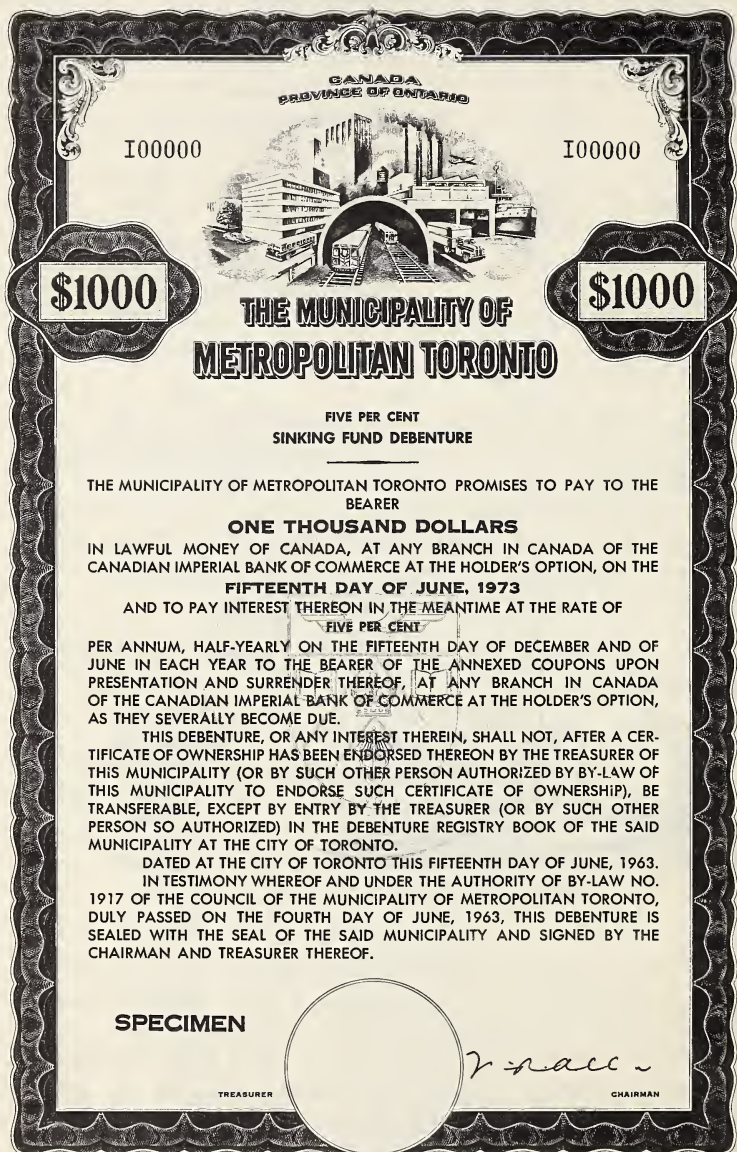 CANADA
PROVINCE OF ONTARIO
I00000 I00000
$1000 $1000
THE MUNICIPALITY OF
METROPOLITAN TORONTO
FIVE PER CENT
SINKING FUND DEBENTURE
THE MUNICIPALITY OF METROPOLITAN TORONTO PROMISES TO PAY TO THE
BEARER
ONE THOUSAND DOLLARS
IN LAWFUL MONEY OF CANADA, AT ANY BRANCH IN CANADA OF THE
CANADIAN IMPERIAL BANK OF COMMERCE AT THE HOLDER'S OPTION, ON THE
FIFTEENTH DAY OF JUNE, 1973
AND TO PAY INTEREST THEREON IN THE MEANTIME AT THE RATE OF
FIVE PER CENT
PER ANNUM, HALF-YEARLY ON THE FIFTEENTH DAY OF DECEMBER AND OF
JUNE IN EACH YEAR TO THE BEARER OF THE ANNEXED COUPONS UPON
PRESENTATION AND SURRENDER THEREOF, AT ANY BRANCH IN CANADA
OF THE CANADIAN IMPERIAL BANK OF COMMERCE AT THE HOLDER'S OPTION,
AS THEY SEVERALLY BECOME DUE.
THIS DEBENTURE, OR ANY INTEREST THEREIN, SHALL NOT, AFTER A CER-
TIFICATE OF OWNERSHIP HAS BEEN ENDORSED THEREON BY THE TREASURER OF
THIS MUNICIPALITY (OR BY SUCH OTHER PERSON AUTHORIZED BY BY-LAW OF
THIS MUNICIPALITY TO ENDORSE SUCH CERTIFICATE OF OWNERSHIP), BE
TRANSFERABLE, EXCEPT BY ENTRY BY THE TREASURER (OR BY SUCH OTHER
PERSON SO AUTHORIZED) IN THE DEBENTURE REGISTRY BOOK OF THE SAID
MUNICIPALITY AT THE CITY OF TORONTO.
DATED AT THE CITY OF TORONTO THIS FIFTEENTH DAY OF JUNE, 1963.
IN TESTIMONY WHEREOF AND UNDER THE AUTHORITY OF BY-LAW NO.
1917 OF THE COUNCIL OF THE MUNICIPALITY OF METROPOLITAN TORONTO,
DULY PASSED ON THE FOURTH DAY OF JUNE, 1963, THIS DEBENTURE IS
SEALED WITH THE SEAL OF THE SAID MUNICIPALITY AND SIGNED BY THE
CHAIRMAN AND TREASURER THEREOF.
SPECIMEN
TREASURER CHAIRMAN